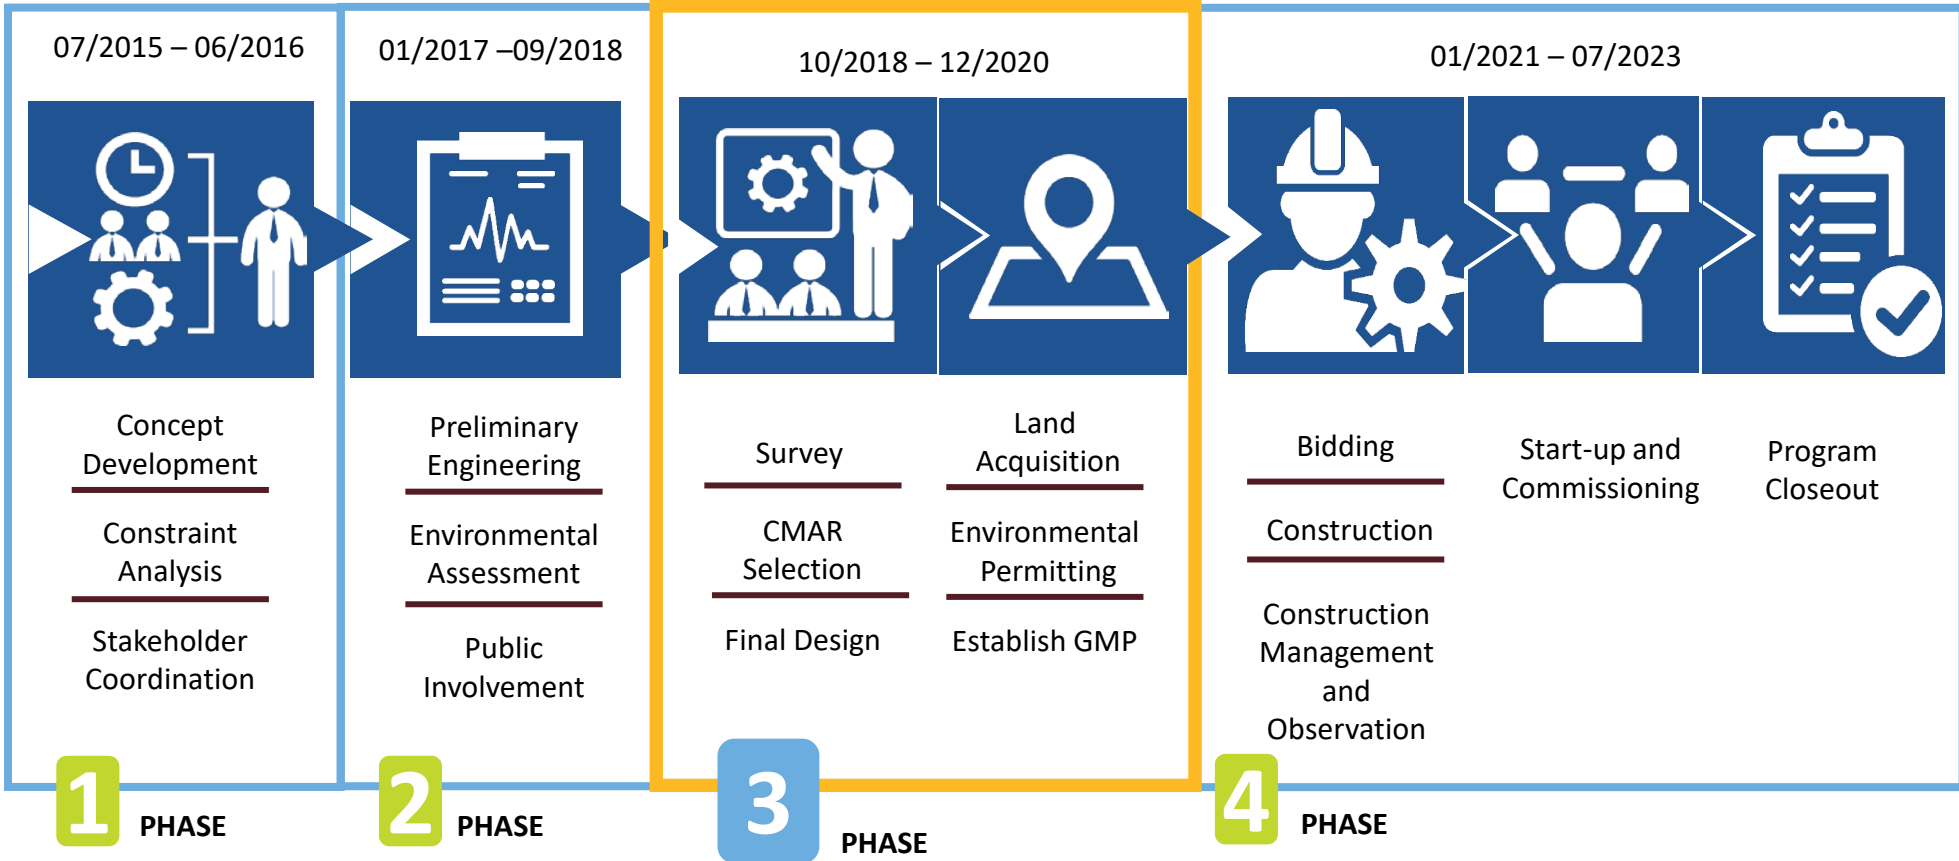 07/2015 – 06/2016
Concept
Development
Constraint
Analysis
Stakeholder
Coordination
1
PHASE
01/2017 –09/2018
Preliminary
Engineering
Environmental
Assessment
Public
Involvement
2
PHASE
10/2018 – 12/2020
Survey
CMAR
Selection
Final Design
Land
Acquisition
Environmental
Permitting
Establish GMP
3
PHASE
01/2021 – 07/2023
Bidding
Construction
Construction
Management
and
Observation
Start-up and
Commissioning
Program
Closeout
4
PHASE